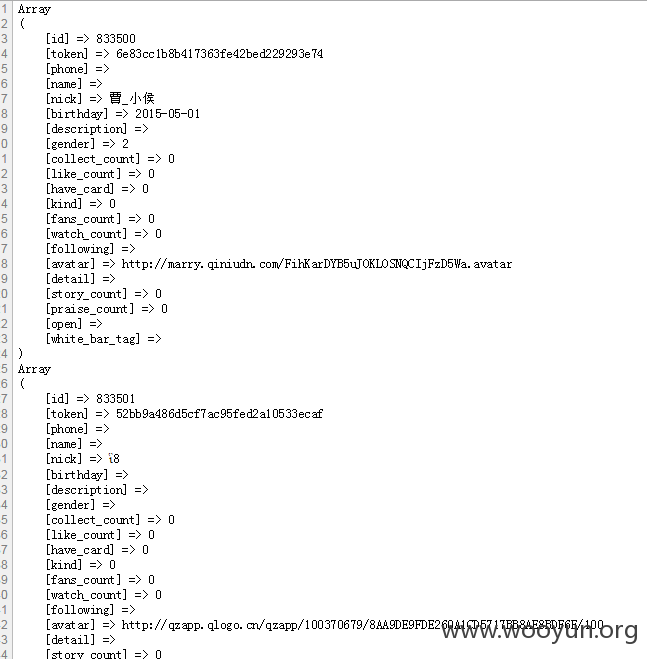 1 Array
2 (
3 [id] => 833500
4 [token] => 6e83cc1b8b417363fe42bed229293e74
5 [phone] =>
6 [name] =>
7 [nick] => 曹_小侯
8 [birthday] => 2015-05-01
9 [description] =>
0 [gender] => 2
1 [collect_count] => 0
2 [like_count] => 0
3 [have_card] => 0
4 [kind] => 0
5 [fans_count] => 0
6 [watch_count] => 0
7 [following] =>
8 [avatar] => http://marry.qiniudn.com/FihKarDYB5uJOKLOSNQCIjFzD5Wa.avatar
9 [detail] =>
0 [story_count] => 0
1 [praise_count] => 0
2 [open] =>
3 [white_bar_tag] =>
4 )
5 Array
6 (
7 [id] => 833501
8 [token] => 52bb9a486d5cf7ac95fed2a10533ecaf
9 [phone] =>
0 [name] =>
1 [nick] => 8
2 [birthday] =>
3 [description] =>
4 [gender] =>
5 [collect_count] => 0
6 [like_count] => 0
7 [have_card] => 0
8 [kind] => 0
9 [fans_count] => 0
0 [watch_count] => 0
1 [following] =>
2 [avatar] => http://qzapp.qlogo.cn/qzapp/100370679/8AA9DE9FDE260A1CD5717BB8AE8BDF6E/100
3 [detail] =>
4 [story_count] => 0
www.wooyun.org